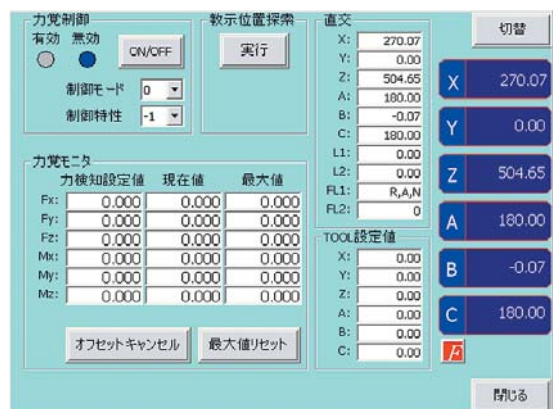 力覚制御
有効 無効
ON/OFF
制御モード 0
制御特性 -1
教示位置探索
実行
力覚モニタ
力検知設定値 現在値 最大値
Fx: 0.000 0.000 0.000
Fy: 0.000 0.000 0.000
Fz: 0.000 0.000 0.000
Mx: 0.000 0.000 0.000
My: 0.000 0.000 0.000
Mz: 0.000 0.000 0.000
オフセットキャンセル 最大値リセット
直交
X: 270.07
Y: 0.00
Z: 504.65
A: 180.00
B: -0.07
C: 180.00
L1: 0.00
L2: 0.00
FL1: R,A,N
FL2: 0
TOOL設定値
X: 0.00
Y: 0.00
Z: 0.00
A: 0.00
B: 0.00
C: 0.00
切替
X 270.07
Y 0.00
Z 504.65
A 180.00
B -0.07
C 180.00
F
閉じる